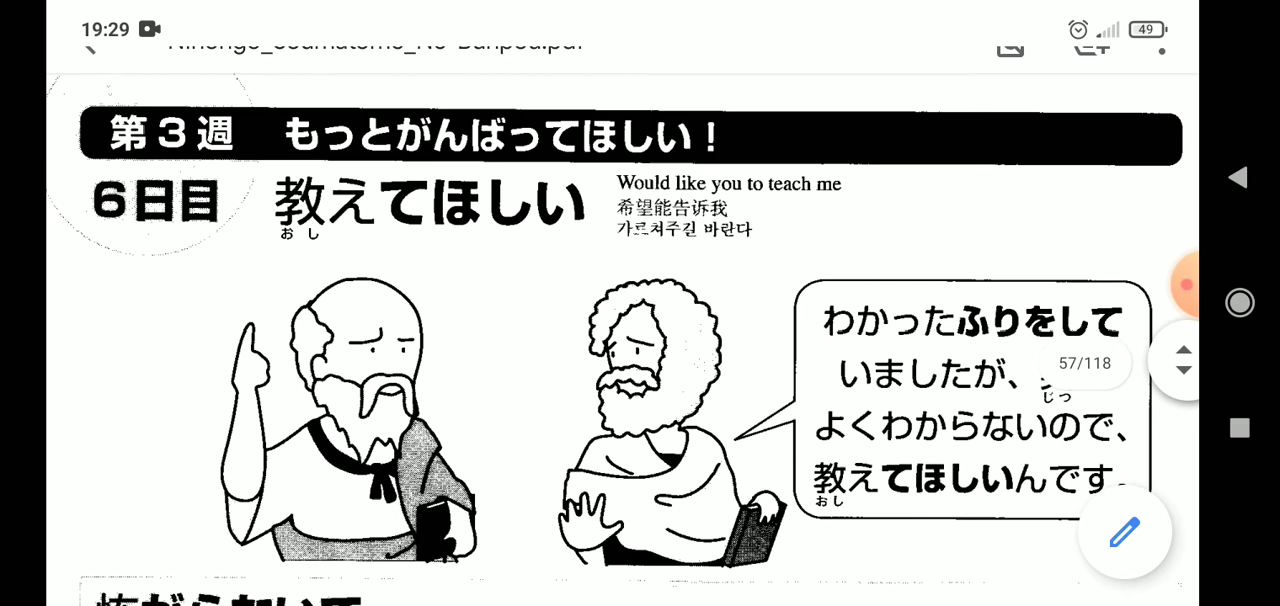 19:29
49
第3週 もっとがんばってほしい！
6日目 教えてほしい
おし
Would like you to teach me
希望能告诉我
가르쳐주길 바란다
わかったふりをして
いましたが、
じつ
よくわからないので、
教えてほしいんです。
おし
57/118